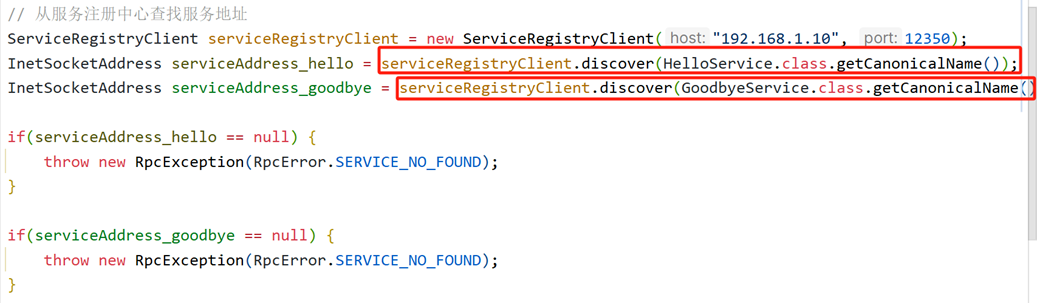 // 从服务注册中心查找服务地址
ServiceRegistryClient serviceRegistryClient = new ServiceRegistryClient( host: "192.168.1.10", port: 12350);
InetSocketAddress serviceAddress_hello = serviceRegistryClient.discover(HelloService.class.getCanonicalName());
InetSocketAddress serviceAddress_goodbye = serviceRegistryClient.discover(GoodbyeService.class.getCanonicalName()
if(serviceAddress_hello == null) {
throw new RpcException(RpcError.SERVICE_NO_FOUND);
}
if(serviceAddress_goodbye == null) {
throw new RpcException(RpcError.SERVICE_NO_FOUND);
}